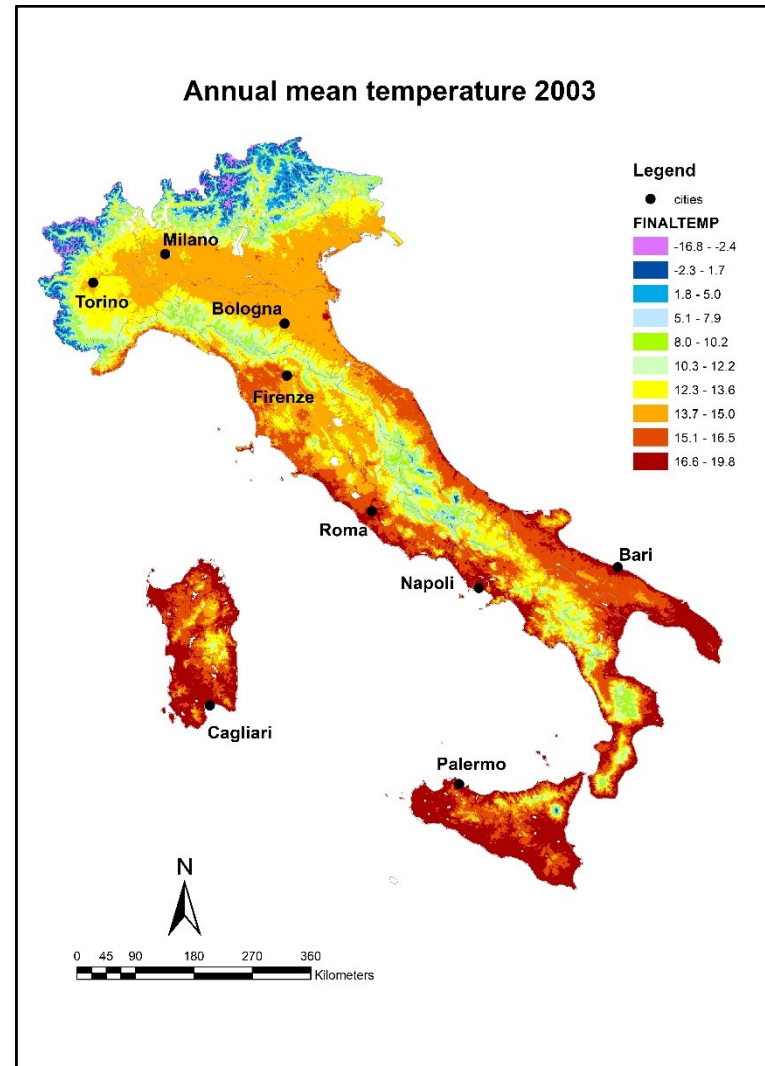 Annual mean temperature 2003
Legend
cities
FINALTEMP
-16.8 - -2.4
-2.3 - 1.7
1.8 - 5.0
5.1 - 7.9
8.0 - 10.2
10.3 - 12.2
12.3 - 13.6
13.7 - 15.0
15.1 - 16.5
16.6 - 19.8
Milano
Torino
Bologna
Firenze
Roma
Bari
Napoli
Cagliari
Palermo
N
0 45 90 180 270 360
Kilometers